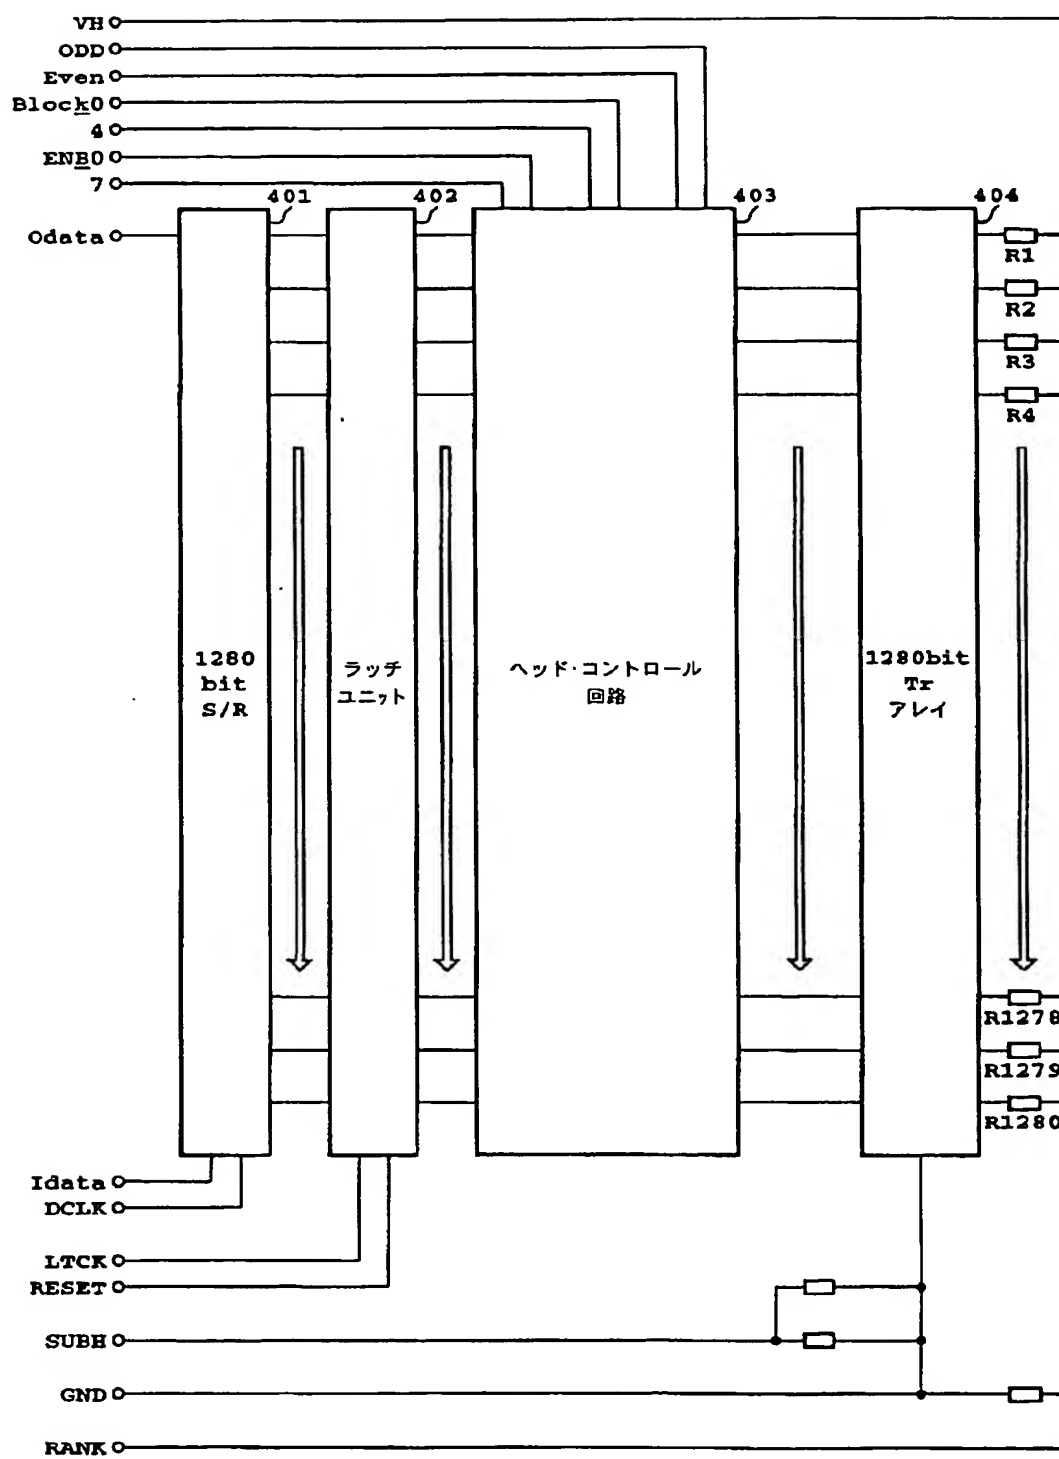 VH
ODD
Even
Block0
4
ENB0
7
401
402
403
404
Odata
R1
R2
R3
R4
1280
bit
S/R
ラッチ
ユニット
ヘッド・コントロール
回路
1280bit
Tr
アレイ
R1278
R1279
R1280
Idata
DCLK
LTCK
RESET
SUBH
GND
RANK